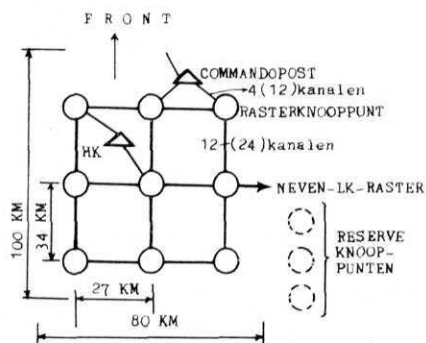 F R O N T
COMMANDOPOST
4(12)kanalen
RASTERKNOOPPUNT
12-(24)kanalen
HK
NEVEN-LK-RASTER
RESERVE
KNOOP-
PUNTEN
100 KM
34 KM
27 KM
80 KM